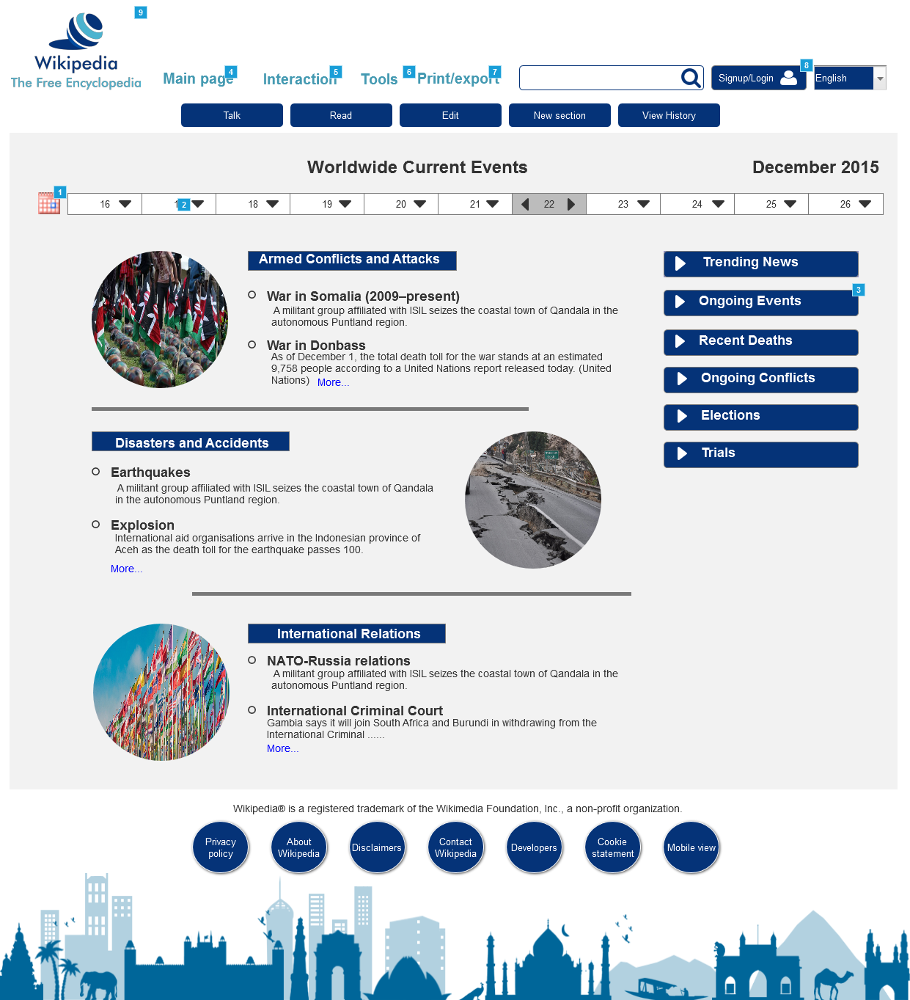 9
Wikipedia
The Free Encyclopedia
Main page 4
Interaction 5
Tools 6
Print/export 7
Signup/Login 8
English
Talk
Read
Edit
New section
View History
Worldwide Current Events
December 2015
1
16
2
18
19
20
21
22
23
24
25
26
Armed Conflicts and Attacks
War in Somalia (2009–present)
A militant group affiliated with ISIL seizes the coastal town of Qandala in the
autonomous Puntland region.
War in Donbass
As of December 1, the total death toll for the war stands at an estimated
9,758 people according to a United Nations report released today. (United
Nations) More...
Trending News
3
Ongoing Events
Recent Deaths
Ongoing Conflicts
Elections
Trials
Disasters and Accidents
Earthquakes
A militant group affiliated with ISIL seizes the coastal town of Qandala
in the autonomous Puntland region.
Explosion
International aid organisations arrive in the Indonesian province of
Aceh as the death toll for the earthquake passes 100.
More...
International Relations
NATO-Russia relations
A militant group affiliated with ISIL seizes the coastal town of Qandala in the
autonomous Puntland region.
International Criminal Court
Gambia says it will join South Africa and Burundi in withdrawing from the
International Criminal ......
More...
Wikipedia® is a registered trademark of the Wikimedia Foundation, Inc., a non-profit organization.
Privacy
policy
About
Wikipedia
Disclaimers
Contact
Wikipedia
Developers
Cookie
statement
Mobile view